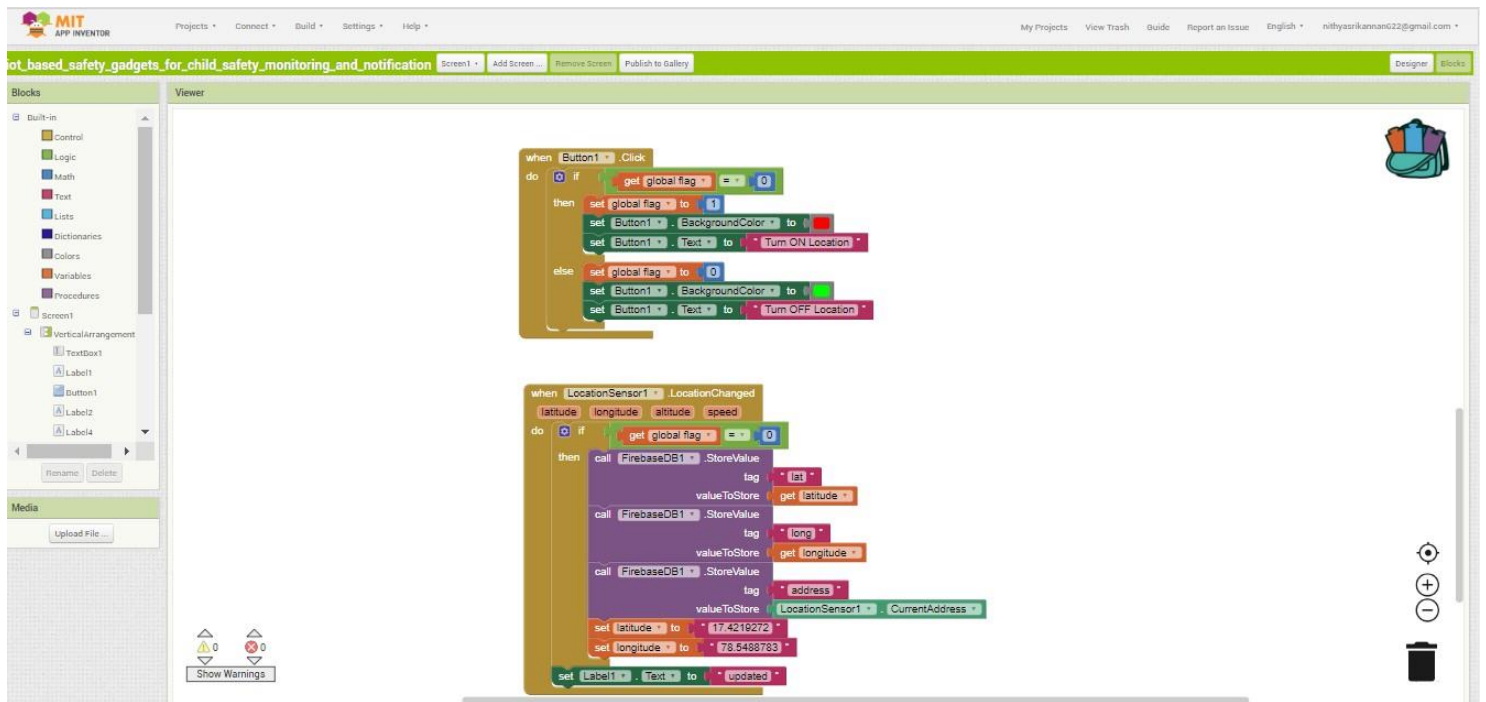 MIT
APP INVENTOR
Projects Connect Build Settings Help My Projects View Trash Guide Report an Issue English nithyasrikannan622@gmail.com
iot_based_safety_gadgets_for_child_safety_monitoring_and_notification Screen1 Add Screen ... Remove Screen Publish to Gallery Designer Blocks
Blocks
Viewer
Built-in
Control
Logic
Math
Text
Lists
Dictionaries
Colors
Variables
Procedures
Screen1
VerticalArrangement
TextBox1
Label1
Button1
Label2
Label4
Rename Delete
Media
Upload File ...
when Button1 .Click
do if get global flag = 0
then set global flag to 1
set Button1 . BackgroundColor to
set Button1 . Text to " Turn ON Location "
else set global flag to 0
set Button1 . BackgroundColor to
set Button1 . Text to " Turn OFF Location "
when LocationSensor1 .LocationChanged
latitude longitude altitude speed
do if get global flag = 0
then call FirebaseDB1 .StoreValue
tag " lat "
valueToStore get latitude
call FirebaseDB1 .StoreValue
tag " long "
valueToStore get longitude
call FirebaseDB1 .StoreValue
tag " address "
valueToStore LocationSensor1 . CurrentAddress
set latitude to " 17.4219272 "
set longitude to " 78.5488783 "
set Label1 . Text to " updated "
0 0
Show Warnings